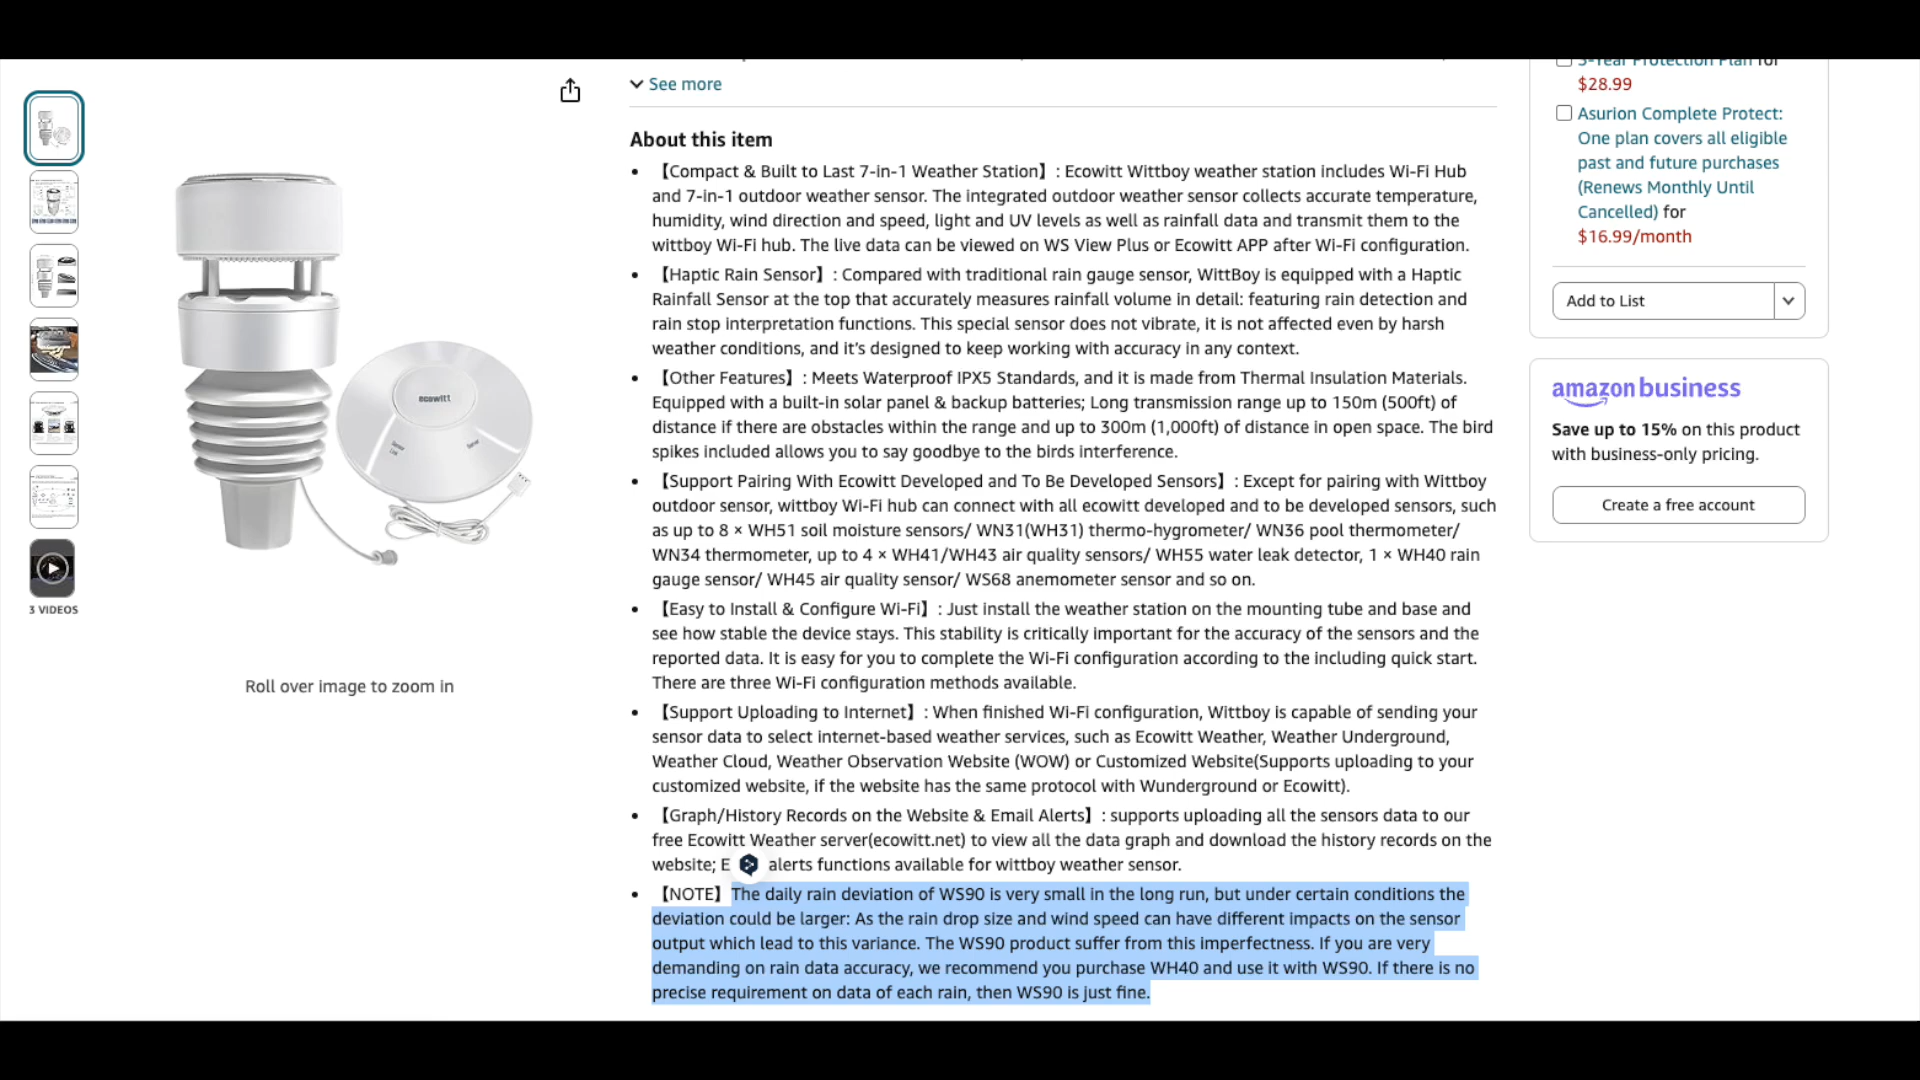 See more
About this item
【Compact & Built to Last 7-in-1 Weather Station】: Ecowitt Wittboy weather station includes Wi-Fi Hub
and 7-in-1 outdoor weather sensor. The integrated outdoor weather sensor collects accurate temperature,
humidity, wind direction and speed, light and UV levels as well as rainfall data and transmit them to the
wittboy Wi-Fi hub. The live data can be viewed on WS View Plus or Ecowitt APP after Wi-Fi configuration.
【Haptic Rain Sensor】: Compared with traditional rain gauge sensor, WittBoy is equipped with a Haptic
Rainfall Sensor at the top that accurately measures rainfall volume in detail: featuring rain detection and
rain stop interpretation functions. This special sensor does not vibrate, it is not affected even by harsh
weather conditions, and it's designed to keep working with accuracy in any context.
【Other Features】: Meets Waterproof IPX5 Standards, and it is made from Thermal Insulation Materials.
Equipped with a built-in solar panel & backup batteries; Long transmission range up to 150m (500ft) of
distance if there are obstacles within the range and up to 300m (1,000ft) of distance in open space. The bird
spikes included allows you to say goodbye to the birds interference.
【Support Pairing With Ecowitt Developed and To Be Developed Sensors】: Except for pairing with Wittboy
outdoor sensor, wittboy Wi-Fi hub can connect with all ecowitt developed and to be developed sensors, such
as up to 8 × WH51 soil moisture sensors/ WN31(WH31) thermo-hygrometer/ WN36 pool thermometer/
WN34 thermometer, up to 4 × WH41/WH43 air quality sensors/ WH55 water leak detector, 1 × WH40 rain
gauge sensor/ WH45 air quality sensor/ WS68 anemometer sensor and so on.
【Easy to Install & Configure Wi-Fi】: Just install the weather station on the mounting tube and base and
see how stable the device stays. This stability is critically important for the accuracy of the sensors and the
reported data. It is easy for you to complete the Wi-Fi configuration according to the including quick start.
There are three Wi-Fi configuration methods available.
【Support Uploading to Internet】: When finished Wi-Fi configuration, Wittboy is capable of sending your
sensor data to select internet-based weather services, such as Ecowitt Weather, Weather Underground,
Weather Cloud, Weather Observation Website (WOW) or Customized Website(Supports uploading to your
customized website, if the website has the same protocol with Wunderground or Ecowitt).
【Graph/History Records on the Website & Email Alerts】: supports uploading all the sensors data to our
free Ecowitt Weather server(ecowitt.net) to view all the data graph and download the history records on the
website; E alerts functions available for wittboy weather sensor.
【NOTE】The daily rain deviation of WS90 is very small in the long run, but under certain conditions the
deviation could be larger: As the rain drop size and wind speed can have different impacts on the sensor
output which lead to this variance. The WS90 product suffer from this imperfectness. If you are very
demanding on rain data accuracy, we recommend you purchase WH40 and use it with WS90. If there is no
precise requirement on data of each rain, then WS90 is just fine.
ecowitt
Sensor
Link
Server
3 VIDEOS
Roll over image to zoom in
3-Year Protection Plan for
$28.99
Asurion Complete Protect:
One plan covers all eligible
past and future purchases
(Renews Monthly Until
Cancelled) for
$16.99/month
Add to List
amazon business
Save up to 15% on this product
with business-only pricing.
Create a free account